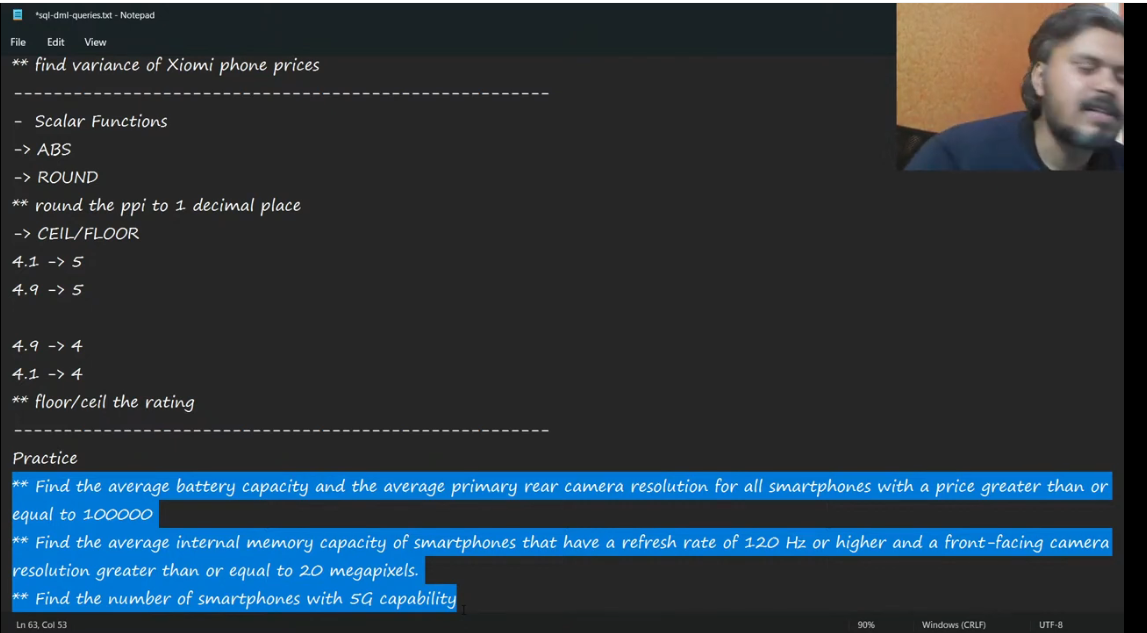 *sql-dml-queries.txt - Notepad
File Edit View
** find variance of Xiomi phone prices
------------------------------------------------------
- Scalar Functions
-> ABS
-> ROUND
** round the ppi to 1 decimal place
-> CEIL/FLOOR
4.1 -> 5
4.9 -> 5
4.9 -> 4
4.1 -> 4
** floor/ceil the rating
------------------------------------------------------
Practice
** Find the average battery capacity and the average primary rear camera resolution for all smartphones with a price greater than or
equal to 100000
** Find the average internal memory capacity of smartphones that have a refresh rate of 120 Hz or higher and a front-facing camera
resolution greater than or equal to 20 megapixels.
** Find the number of smartphones with 5G capability
Ln 63, Col 53 90% Windows (CRLF) UTF-8